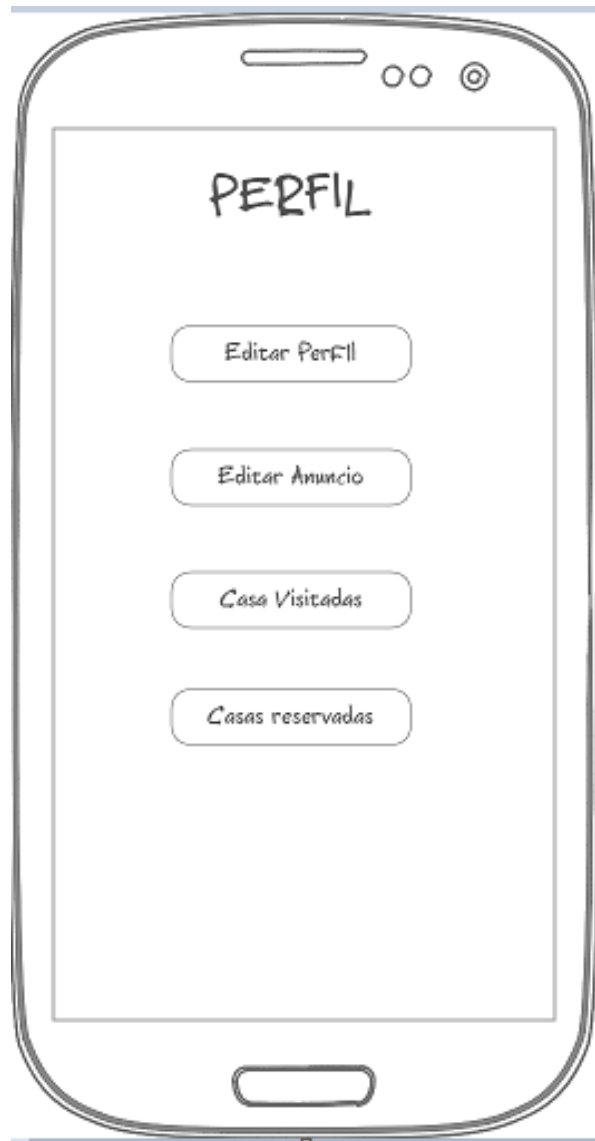 PERFIL
Editar Perfil
Editar Anuncio
Casa Visitadas
Casas reservadas